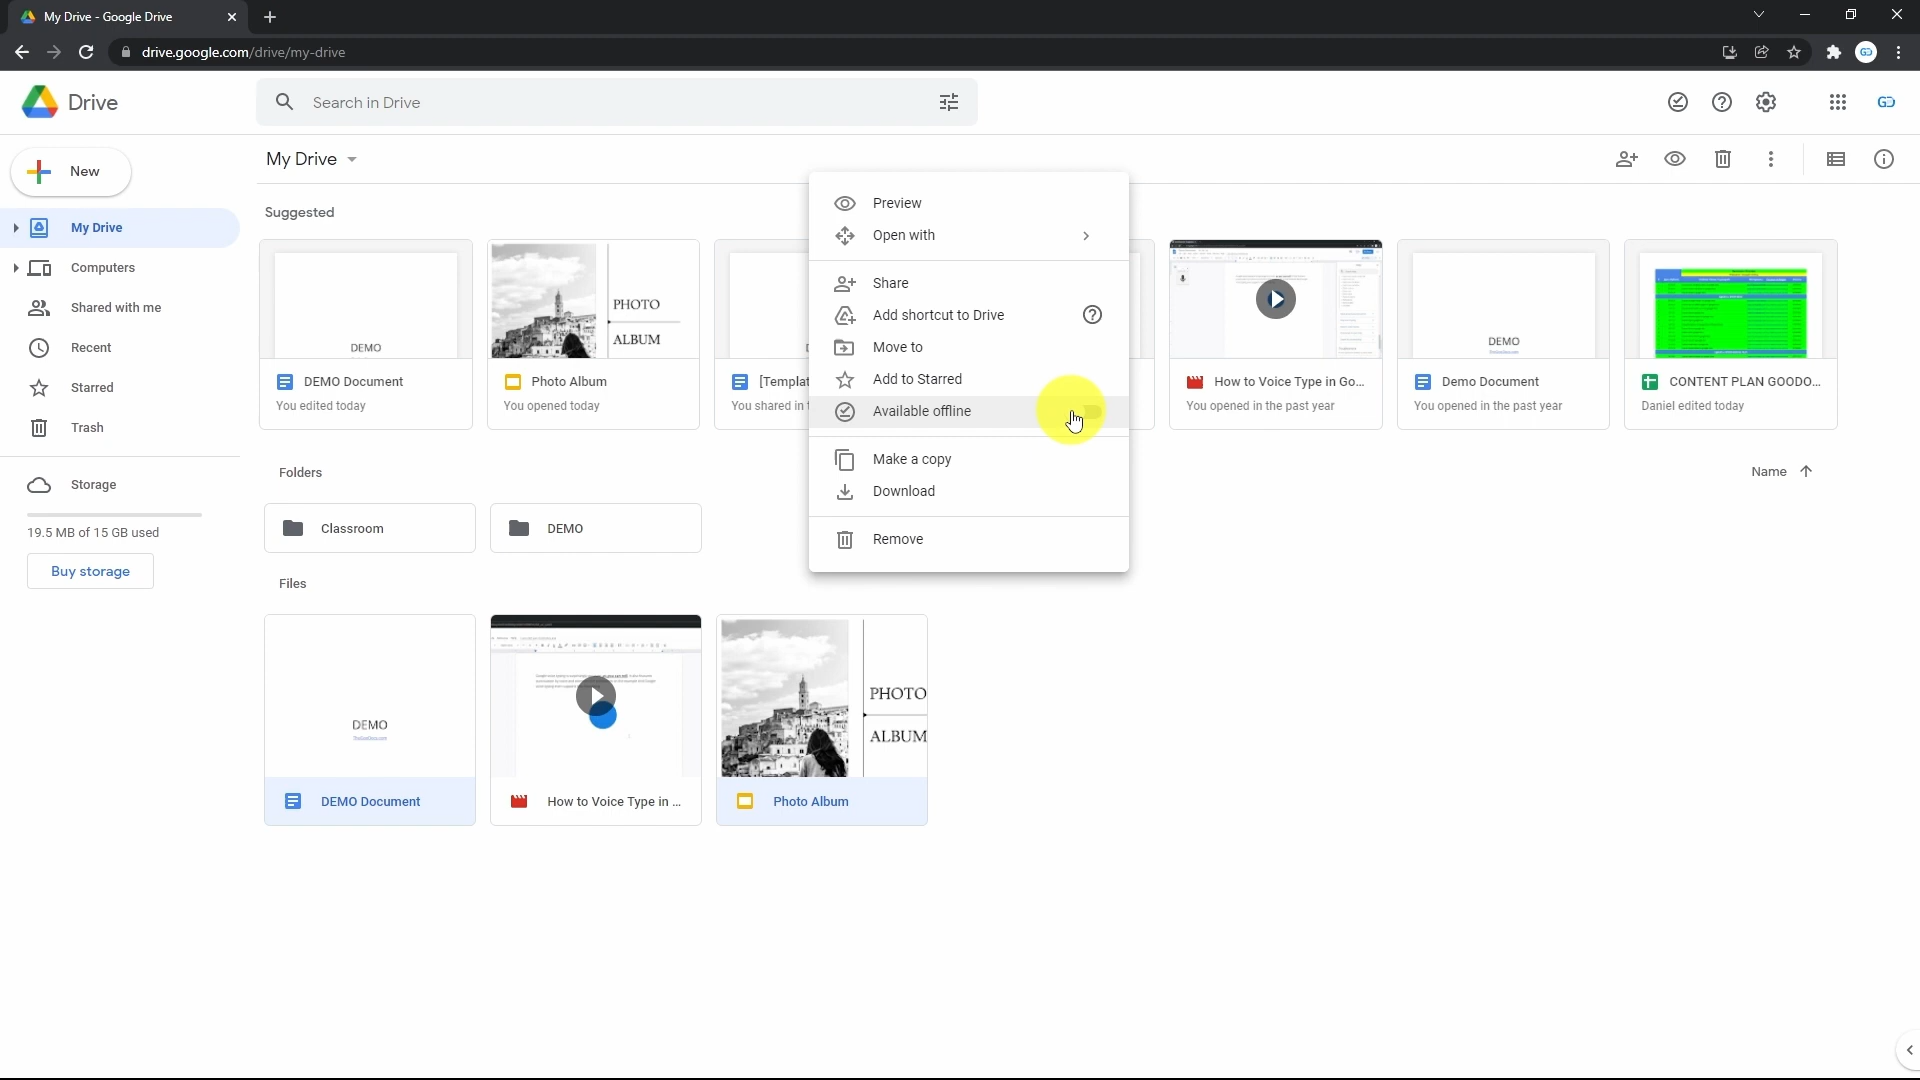 My Drive - Google Drive
drive.google.com/drive/my-drive
Drive
Search in Drive
New
My Drive
My Drive
Computers
Shared with me
Recent
Starred
Trash
Storage
19.5 MB of 15 GB used
Buy storage
Suggested
DEMO
DEMO Document
You edited today
PHOTO
ALBUM
Photo Album
You opened today
[Templat
You shared in t
How to Voice Type in Go...
You opened in the past year
DEMO
Demo Document
You opened in the past year
CONTENT PLAN GOODO...
Daniel edited today
Preview
Open with
Share
Add shortcut to Drive
Move to
Add to Starred
Available offline
Make a copy
Download
Remove
Folders
Name
Classroom
DEMO
Files
DEMO
DEMO Document
How to Voice Type in ...
PHOTO
ALBUM
Photo Album